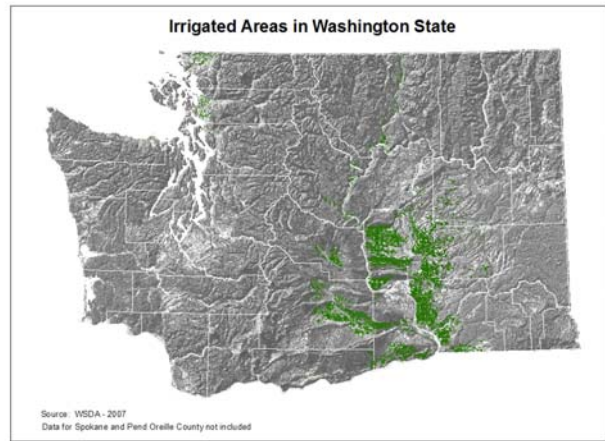 Irrigated Areas in Washington State
Source: WSDA - 2007
Data for Spokane and Pend Oreille County not included